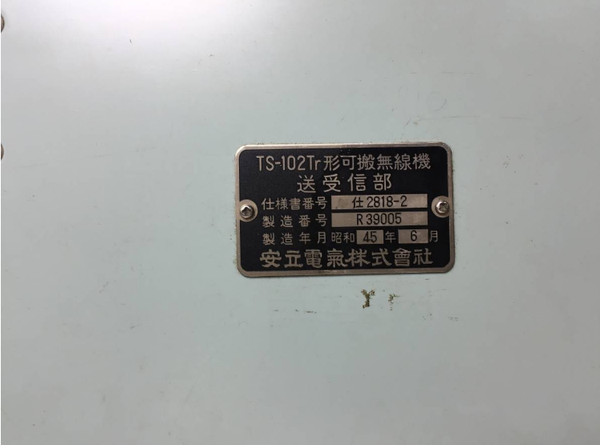 TS-102Tr形可搬無線機
送受信部
仕様書番号 仕2818-2
製造番号 R39005
製造年月 昭和 45 年 6 月
安立電氣株式會社